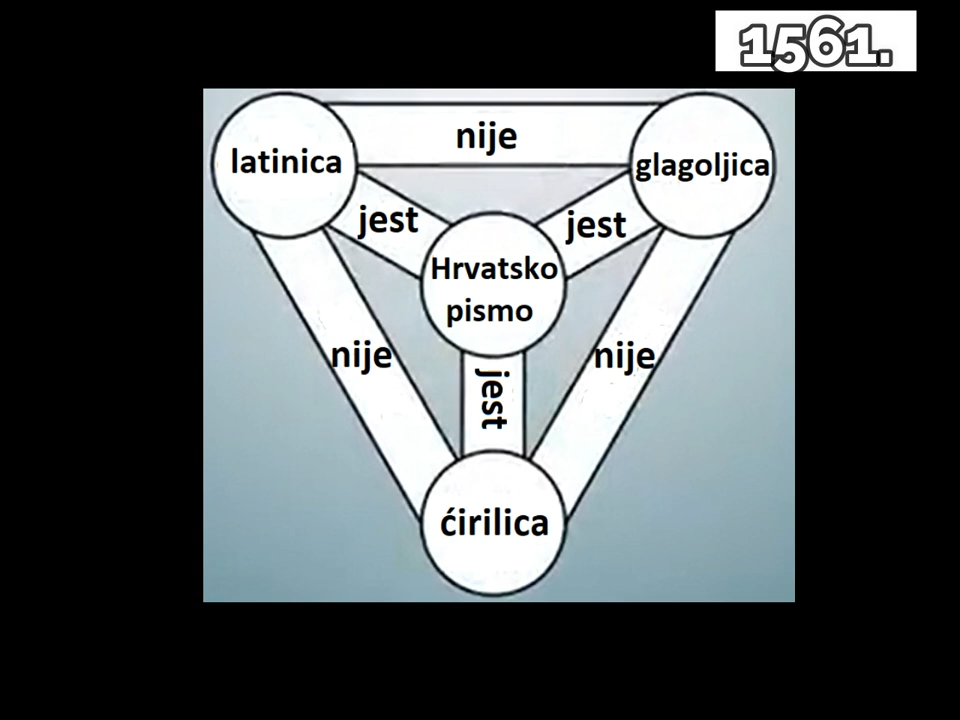 1561.
latinica
nije
glagoljica
jest
jest
Hrvatsko
pismo
nije
jest
nije
ćirilica